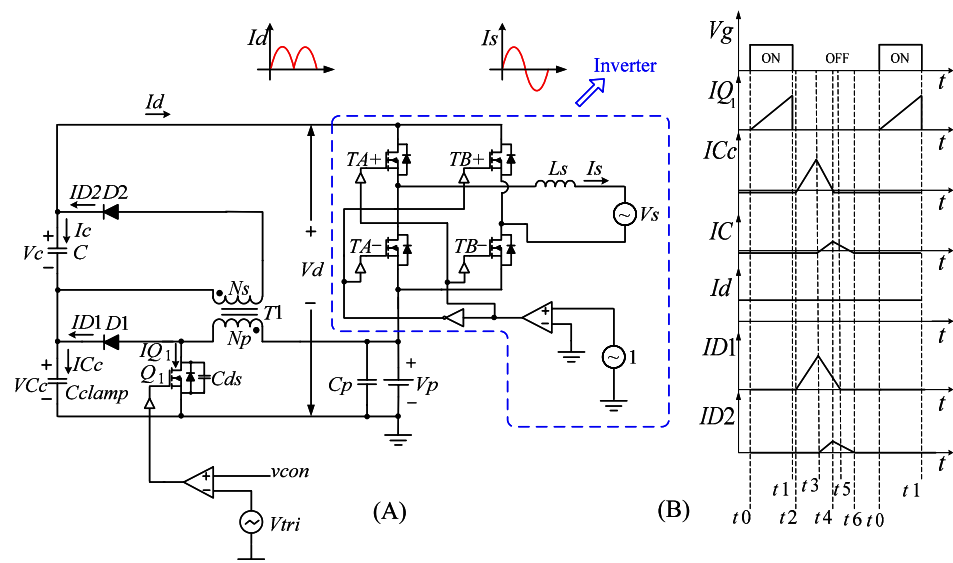 Id
Is
Inverter
Id
TA+
TB+
Ls
Is
ID2 D2
+
Ic
Vc
C
−
+
Vd
−
TA−
TB−
~
Vs
Ns
T1
Np
ID1 D1
IQ1
+
ICc
VCc
Cclamp
−
Q1
Cds
Cp
+
Vp
−
+
−
~
1
+
−
vcon
~
Vtri
(A)
Vg
ON
OFF
ON
t
IQ1
t
ICc
t
IC
t
Id
t
ID1
t
ID2
t
t0
t1
t2
t3
t4
t5
t6
t0
t1
(B)